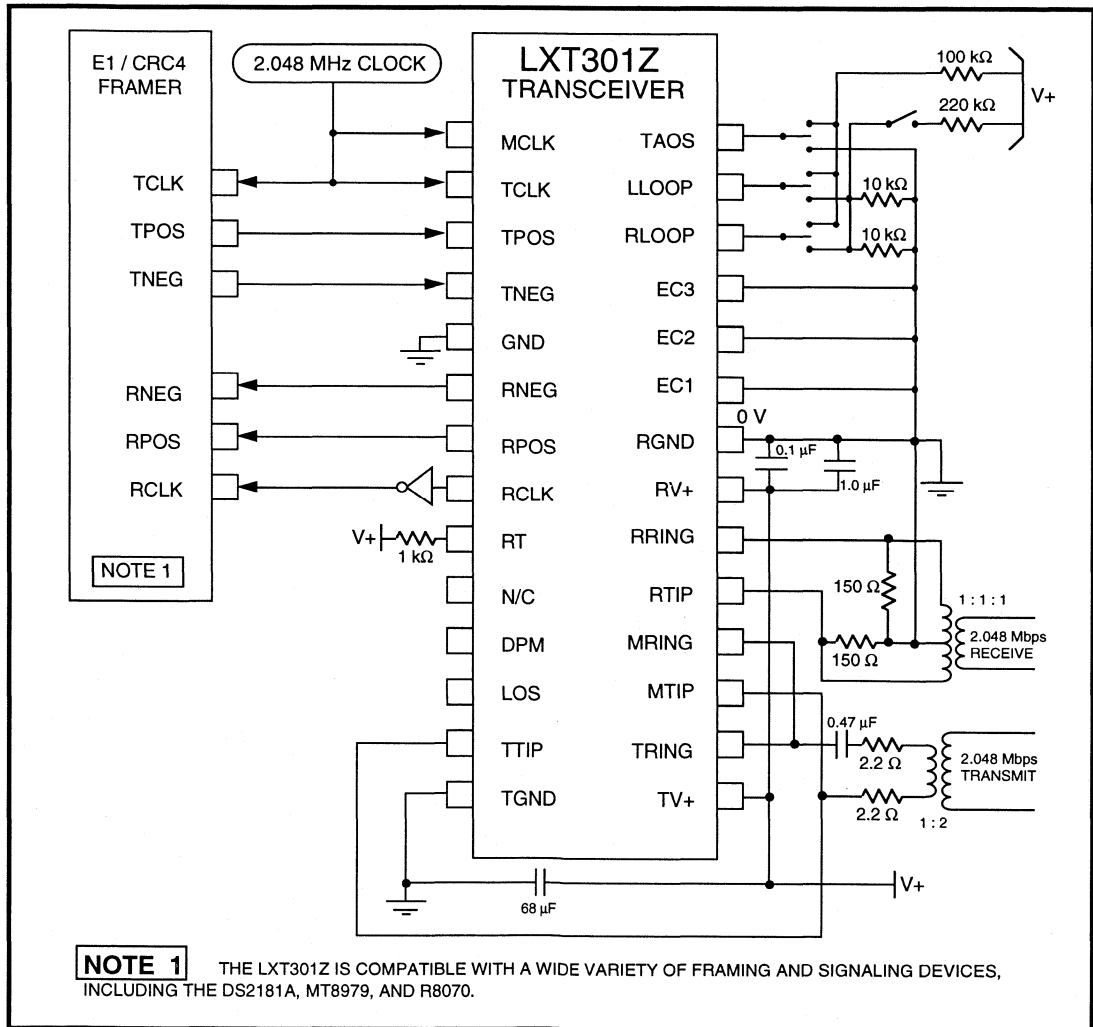 E1 / CRC4
FRAMER
2.048 MHz CLOCK
LXT301Z
TRANSCEIVER
100 kΩ
V+
220 kΩ
TCLK
TPOS
TNEG
RNEG
RPOS
RCLK
NOTE 1
MCLK
TCLK
TPOS
TNEG
GND
RNEG
RPOS
RCLK
V+
1 kΩ
RT
N/C
DPM
LOS
TTIP
TGND
TAOS
LLOOP
RLOOP
EC3
EC2
EC1
RGND
RV+
RRING
RTIP
MRING
MTIP
TRING
TV+
10 kΩ
10 kΩ
0 V
0.1 µF
1.0 µF
150 Ω
150 Ω
1 : 1 : 1
2.048 Mbps
RECEIVE
0.47 µF
2.2 Ω
2.2 Ω
2.048 Mbps
TRANSMIT
1 : 2
68 µF
V+
NOTE 1 THE LXT301Z IS COMPATIBLE WITH A WIDE VARIETY OF FRAMING AND SIGNALING DEVICES,
INCLUDING THE DS2181A, MT8979, AND R8070.